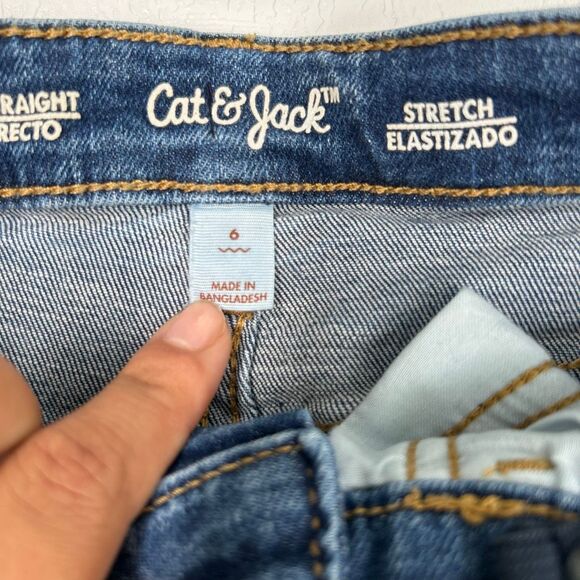 RAIGHT
RECTO
Cat & Jack™
STRETCH
ELASTIZADO
6
MADE IN
BANGLADESH